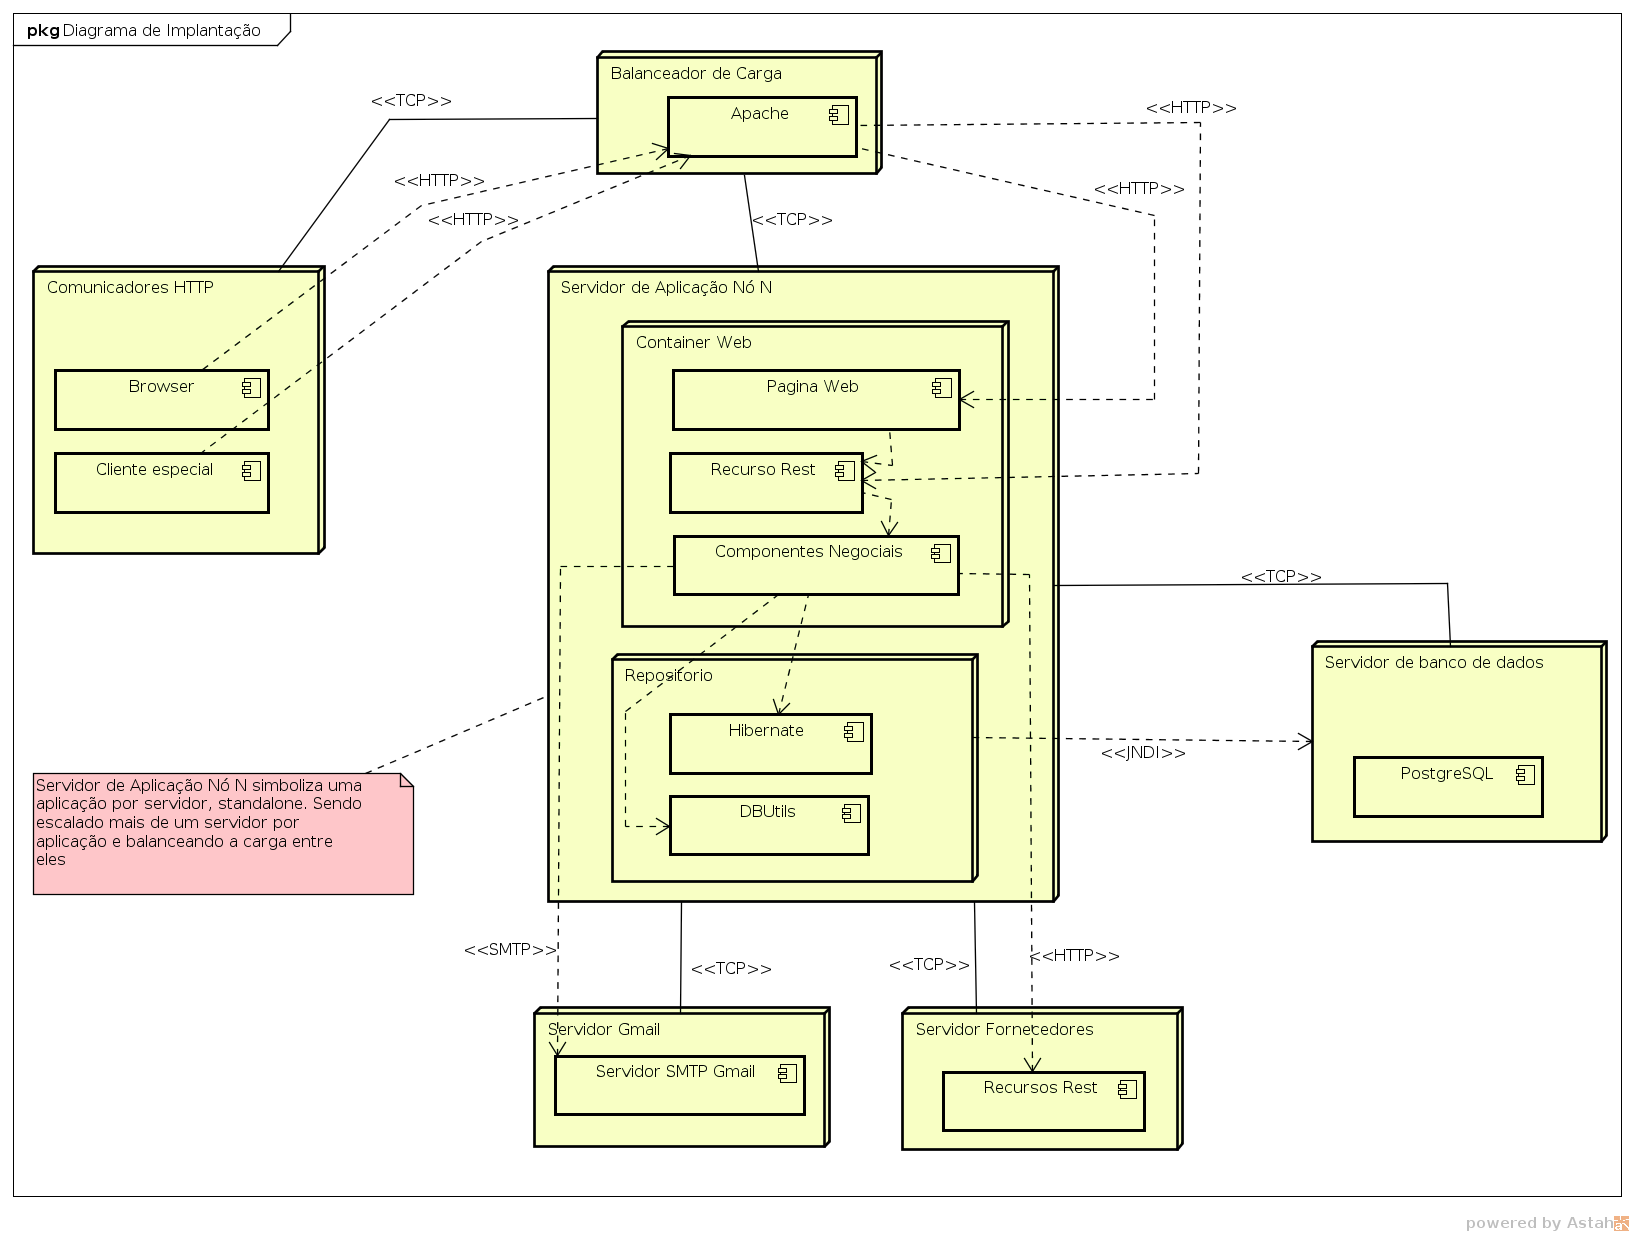 pkg Diagrama de Implantação
Balanceador de Carga
Apache
<<TCP>>
<<HTTP>>
<<HTTP>>
<<HTTP>>
<<HTTP>>
<<TCP>>
Comunicadores HTTP
Browser
Cliente especial
Servidor de Aplicação Nó N
Container Web
Pagina Web
Recurso Rest
Componentes Negociais
<<TCP>>
Repositorio
Hibernate
DBUtils
<<JNDI>>
Servidor de banco de dados
PostgreSQL
Servidor de Aplicação Nó N simboliza uma
aplicação por servidor, standalone. Sendo
escalado mais de um servidor por
aplicação e balanceando a carga entre
eles
<<SMTP>>
<<TCP>>
<<TCP>>
<<HTTP>>
Servidor Gmail
Servidor SMTP Gmail
Servidor Fornecedores
Recursos Rest
powered by Astah